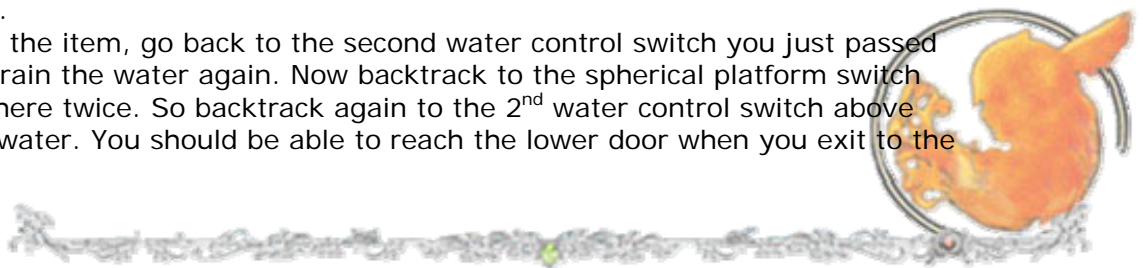 .
the item, go back to the second water control switch you just passed
rain the water again. Now backtrack to the spherical platform switch
here twice. So backtrack again to the 2nd water control switch above
water. You should be able to reach the lower door when you exit to the